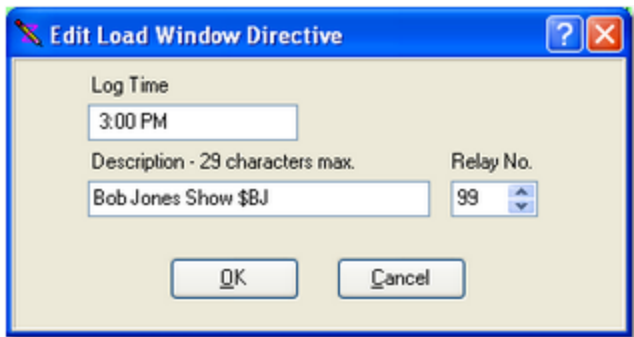 Edit Load Window Directive
Log Time
3:00 PM
Description - 29 characters max. Relay No.
Bob Jones Show $BJ 99
OK Cancel